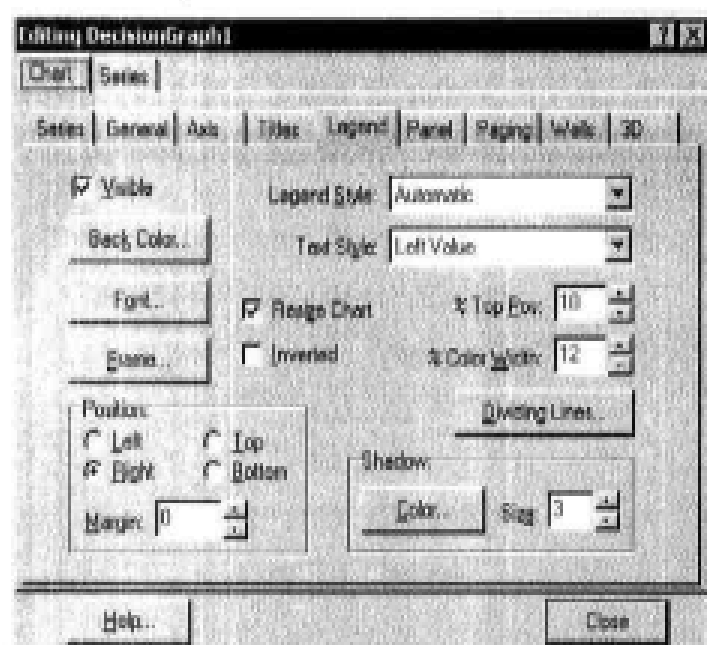 Editing DecisionGraph1
Chart Series
Series General Axis Titles Legend Panel Paging Walls 3D
Visible
Legend Style: Automatic
Back Color...
Text Style: Left Value
Font...
Resize Chart
% Top Pos: 10
Frame...
Inverted
% Color Width: 12
Position:
Dividing Lines...
Left Top
Right Bottom
Shadow:
Margin: 0
Color... Size: 3
Help... Close